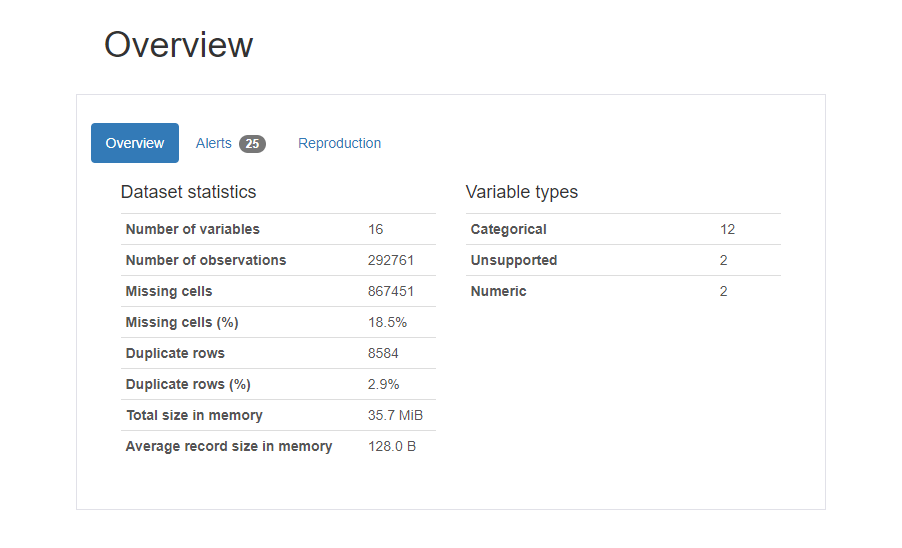 Overview
Overview Alerts 25 Reproduction
Dataset statistics
Number of variables 16
Number of observations 292761
Missing cells 867451
Missing cells (%) 18.5%
Duplicate rows 8584
Duplicate rows (%) 2.9%
Total size in memory 35.7 MiB
Average record size in memory 128.0 B
Variable types
Categorical 12
Unsupported 2
Numeric 2